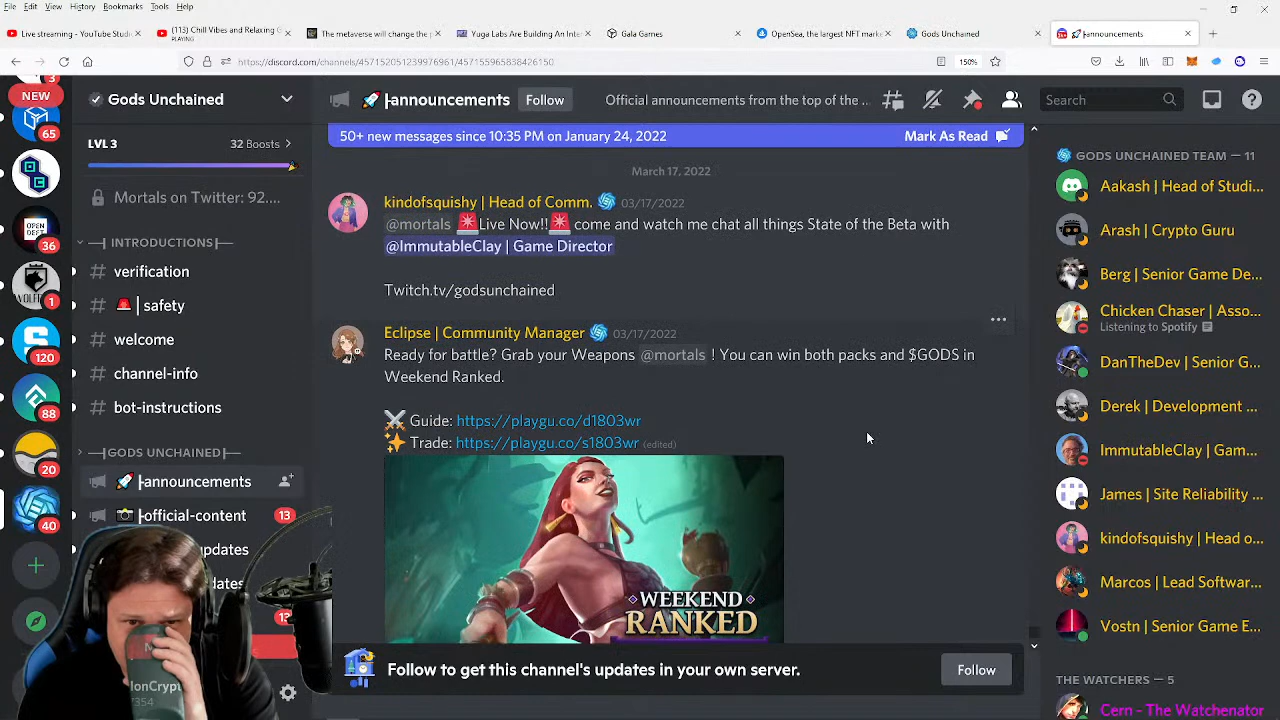 File Edit View History Bookmarks Tools Help
Live streaming - YouTube Studi
(113) Chill Vibes and Relaxing G
PLAYING
The metaverse will change the p
Yuga Labs Are Building An Inte
Gala Games
OpenSea, the largest NFT mark
Gods Unchained
announcements
https://discord.com/channels/457152051239976961/457155965588426150
150%
3
NEW
65
36
1
120
88
20
40
Gods Unchained
LVL 3
32 Boosts
Mortals on Twitter: 92....
INTRODUCTIONS
verification
safety
welcome
channel-info
bot-instructions
GODS UNCHAINED
announcements
official-content
13
pdates
dates
13
lonCrypt
7354
announcements
Follow
Official announcements from the top of the ...
Search
50+ new messages since 10:35 PM on January 24, 2022
Mark As Read
March 17, 2022
kindofsquishy | Head of Comm. 03/17/2022
@mortals 🚨Live Now!!🚨 come and watch me chat all things State of the Beta with
@ImmutableClay | Game Director
Twitch.tv/godsunchained
Eclipse | Community Manager 03/17/2022
Ready for battle? Grab your Weapons @mortals ! You can win both packs and $GODS in
Weekend Ranked.
⚔️ Guide: https://playgu.co/d1803wr
✨ Trade: https://playgu.co/s1803wr (edited)
WEEKEND
RANKED
Follow to get this channel's updates in your own server.
Follow
GODS UNCHAINED TEAM — 11
Aakash | Head of Studi...
Arash | Crypto Guru
Berg | Senior Game De...
Chicken Chaser | Asso...
Listening to Spotify
DanTheDev | Senior G...
Derek | Development ...
ImmutableClay | Gam...
James | Site Reliability ...
kindofsquishy | Head o...
Marcos | Lead Softwar...
Vostn | Senior Game E...
THE WATCHERS — 5
Cern - The Watchenator